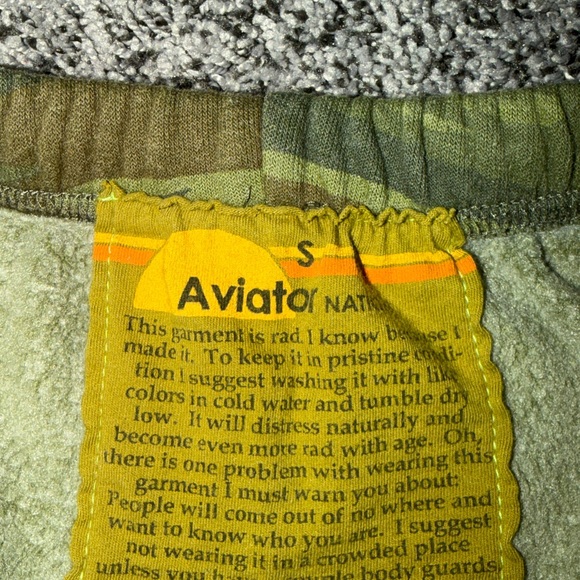 S
Aviator NATI
This garment is rad. I know because I
made it. To keep it in pristine condi-
tion I suggest washing it with like
colors in cold water and tumble dry
low. It will distress naturally and
become even more rad with age. Oh,
there is one problem with wearing this
garment I must warn you about:
People will come out of no where and
want to know who you are. I suggest
not wearing it in a crowded place
unless you have body guards